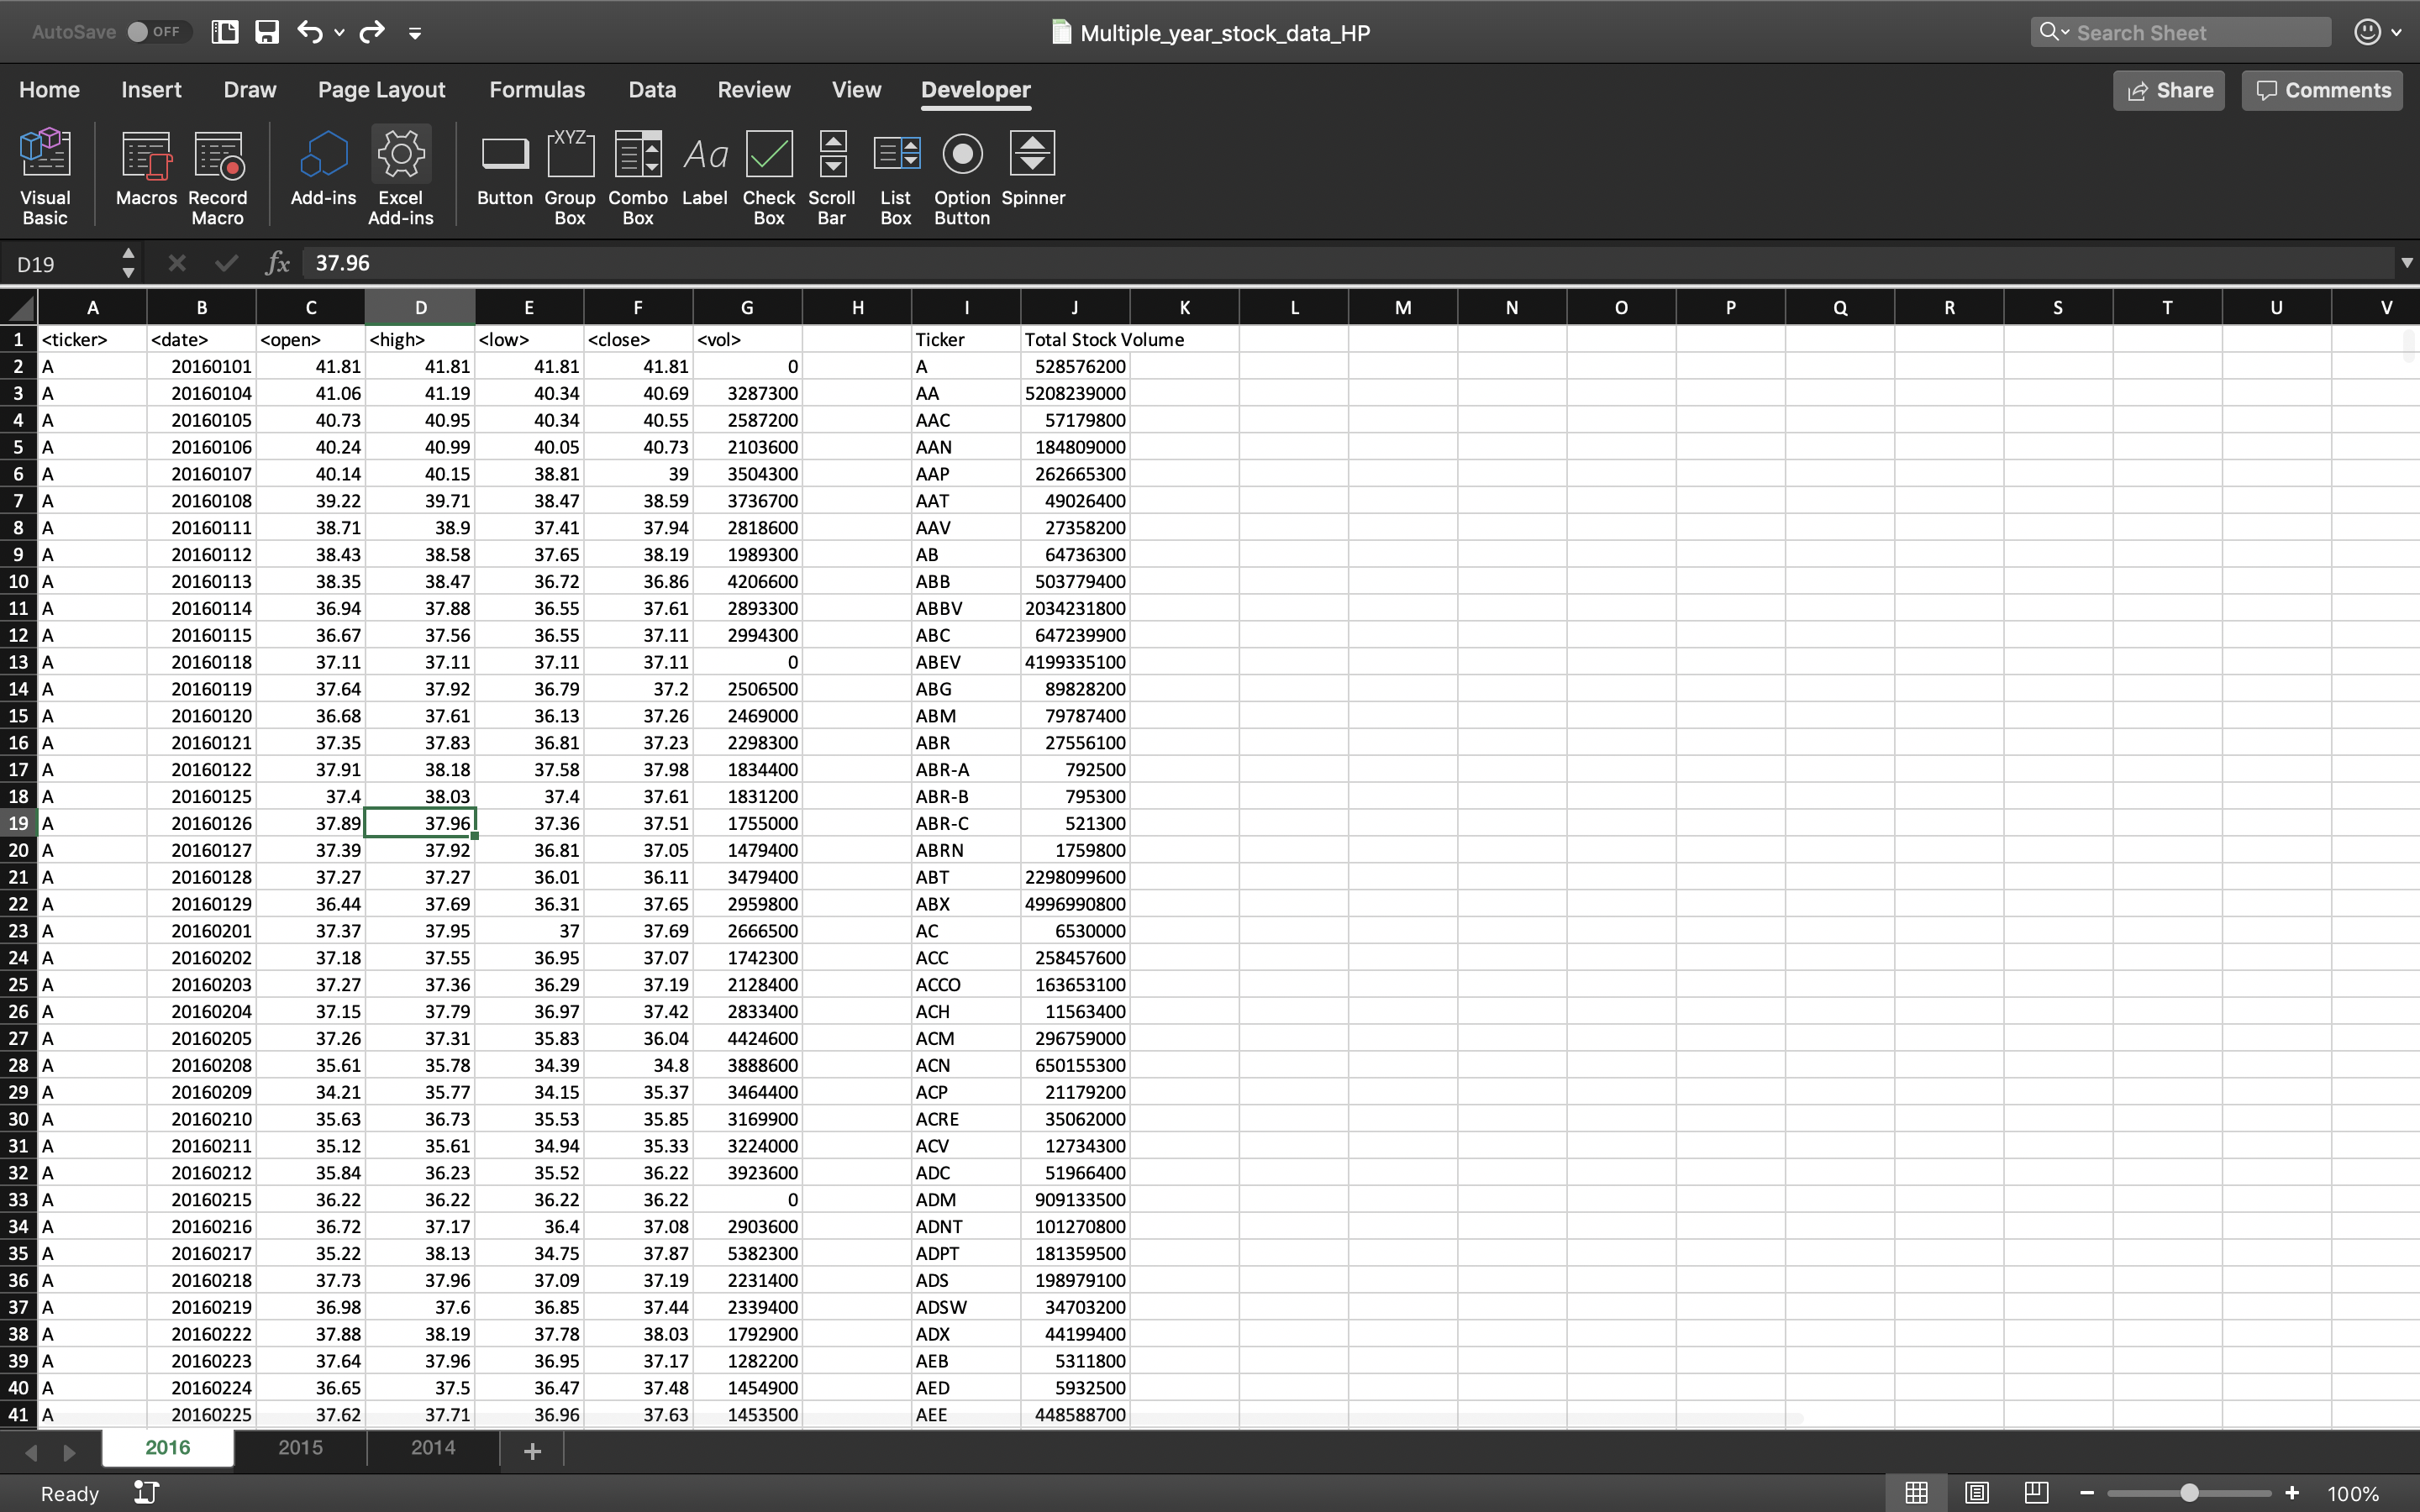 AutoSave OFF Multiple_year_stock_data_HP Search Sheet
Home Insert Draw Page Layout Formulas Data Review View Developer Share Comments
Visual Basic Macros Record Macro Add-ins Excel Add-ins Button Group Box Combo Box Label Check Box Scroll Bar List Box Option Button Spinner
XYZ Aa
D19 fx 37.96
A B C D E F G H I J K L M N O P Q R S T U V
1 <ticker> <date> <open> <high> <low> <close> <vol> Ticker Total Stock Volume
2 A 20160101 41.81 41.81 41.81 41.81 0 A 528576200
3 A 20160104 41.06 41.19 40.34 40.69 3287300 AA 5208239000
4 A 20160105 40.73 40.95 40.34 40.55 2587200 AAC 57179800
5 A 20160106 40.24 40.99 40.05 40.73 2103600 AAN 184809000
6 A 20160107 40.14 40.15 38.81 39 3504300 AAP 262665300
7 A 20160108 39.22 39.71 38.47 38.59 3736700 AAT 49026400
8 A 20160111 38.71 38.9 37.41 37.94 2818600 AAV 27358200
9 A 20160112 38.43 38.58 37.65 38.19 1989300 AB 64736300
10 A 20160113 38.35 38.47 36.72 36.86 4206600 ABB 503779400
11 A 20160114 36.94 37.88 36.55 37.61 2893300 ABBV 2034231800
12 A 20160115 36.67 37.56 36.55 37.11 2994300 ABC 647239900
13 A 20160118 37.11 37.11 37.11 37.11 0 ABEV 4199335100
14 A 20160119 37.64 37.92 36.79 37.2 2506500 ABG 89828200
15 A 20160120 36.68 37.61 36.13 37.26 2469000 ABM 79787400
16 A 20160121 37.35 37.83 36.81 37.23 2298300 ABR 27556100
17 A 20160122 37.91 38.18 37.58 37.98 1834400 ABR-A 792500
18 A 20160125 37.4 38.03 37.4 37.61 1831200 ABR-B 795300
19 A 20160126 37.89 37.96 37.36 37.51 1755000 ABR-C 521300
20 A 20160127 37.39 37.92 36.81 37.05 1479400 ABRN 1759800
21 A 20160128 37.27 37.27 36.01 36.11 3479400 ABT 2298099600
22 A 20160129 36.44 37.69 36.31 37.65 2959800 ABX 4996990800
23 A 20160201 37.37 37.95 37 37.69 2666500 AC 6530000
24 A 20160202 37.18 37.55 36.95 37.07 1742300 ACC 258457600
25 A 20160203 37.27 37.36 36.29 37.19 2128400 ACCO 163653100
26 A 20160204 37.15 37.79 36.97 37.42 2833400 ACH 11563400
27 A 20160205 37.26 37.31 35.83 36.04 4424600 ACM 296759000
28 A 20160208 35.61 35.78 34.39 34.8 3888600 ACN 650155300
29 A 20160209 34.21 35.77 34.15 35.37 3464400 ACP 21179200
30 A 20160210 35.63 36.73 35.53 35.85 3169900 ACRE 35062000
31 A 20160211 35.12 35.61 34.94 35.33 3224000 ACV 12734300
32 A 20160212 35.84 36.23 35.52 36.22 3923600 ADC 51966400
33 A 20160215 36.22 36.22 36.22 36.22 0 ADM 909133500
34 A 20160216 36.72 37.17 36.4 37.08 2903600 ADNT 101270800
35 A 20160217 35.22 38.13 34.75 37.87 5382300 ADPT 181359500
36 A 20160218 37.73 37.96 37.09 37.19 2231400 ADS 198979100
37 A 20160219 36.98 37.6 36.85 37.44 2339400 ADSW 34703200
38 A 20160222 37.88 38.19 37.78 38.03 1792900 ADX 44199400
39 A 20160223 37.64 37.96 36.95 37.17 1282200 AEB 5311800
40 A 20160224 36.65 37.5 36.47 37.48 1454900 AED 5932500
41 A 20160225 37.62 37.71 36.96 37.63 1453500 AEE 448588700
2016 2015 2014 +
Ready 100%